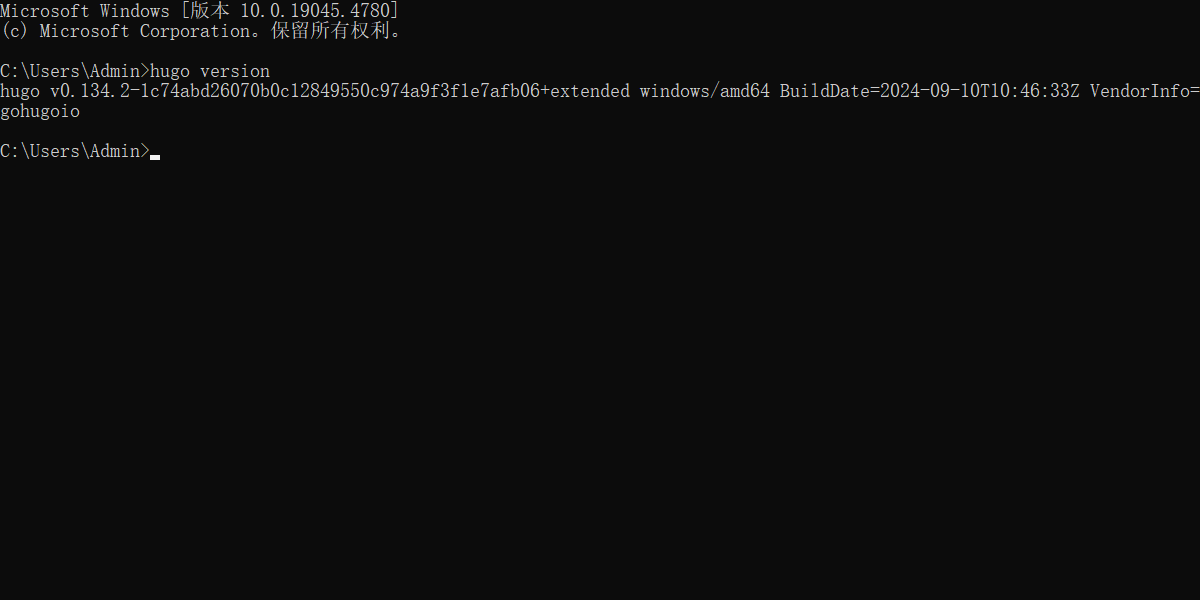 Microsoft Windows [版本 10.0.19045.4780]
(c) Microsoft Corporation。保留所有权利。
C:\Users\Admin>hugo version
hugo v0.134.2-1c74abd26070b0c12849550c974a9f3f1e7afb06+extended windows/amd64 BuildDate=2024-09-10T10:46:33Z VendorInfo=
gohugoio
C:\Users\Admin>